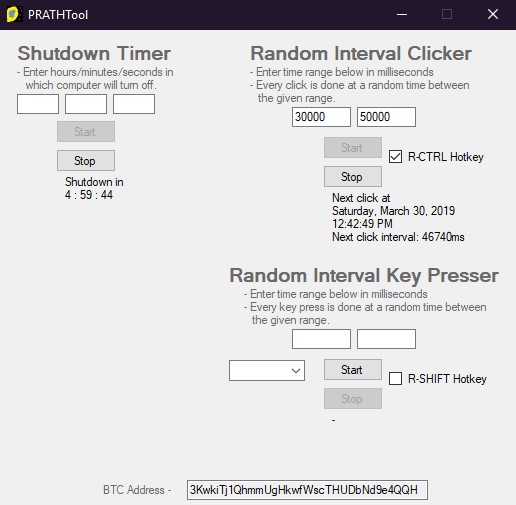 PRATHTool
Shutdown Timer
- Enter hours/minutes/seconds in
which computer will turn off.
Start
Stop
Shutdown in
4 : 59 : 44
Random Interval Clicker
- Enter time range below in milliseconds
- Every click is done at a random time between
the given range.
30000 50000
Start
R-CTRL Hotkey
Stop
Next click at
Saturday, March 30, 2019
12:42:49 PM
Next click interval: 46740ms
Random Interval Key Presser
- Enter time range below in milliseconds
- Every key press is done at a random time between
the given range.
Start
R-SHIFT Hotkey
Stop
-
BTC Address - 3KwkiTj1QhmmUgHkwfWscTHUDbNd9e4QQH